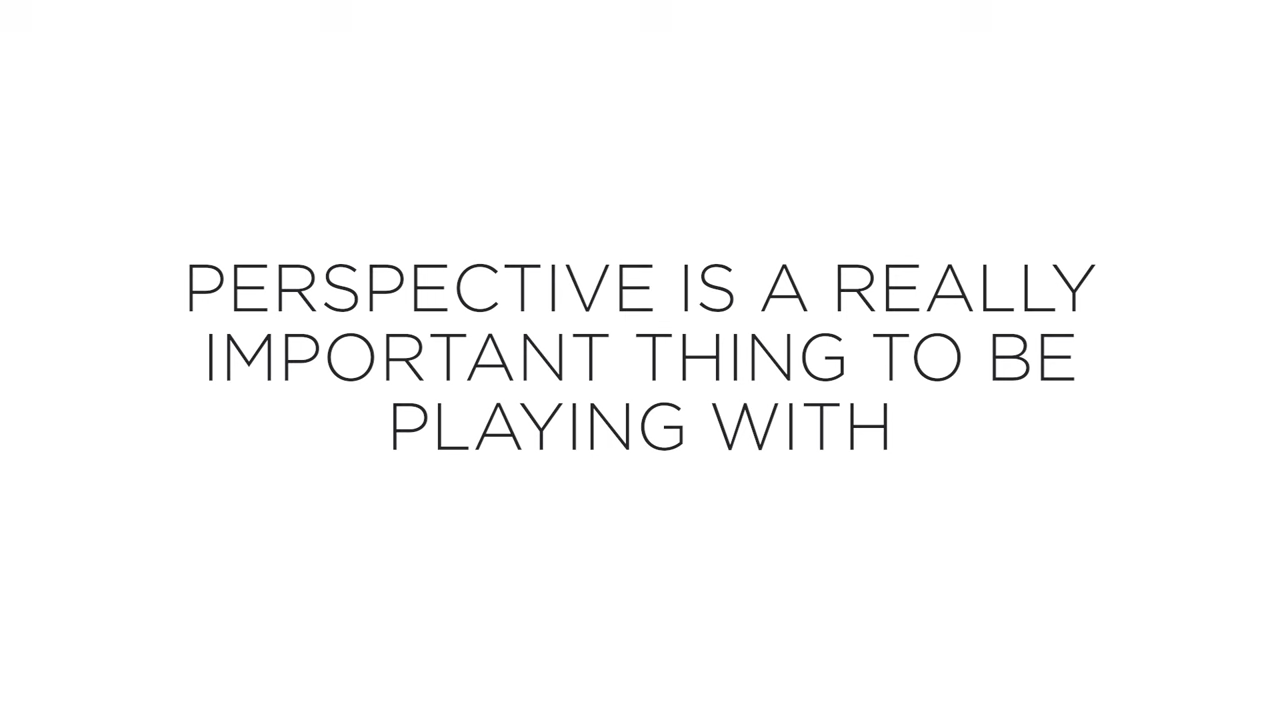 PERSPECTIVE IS A REALLY
IMPORTANT THING TO BE
PLAYING WITH